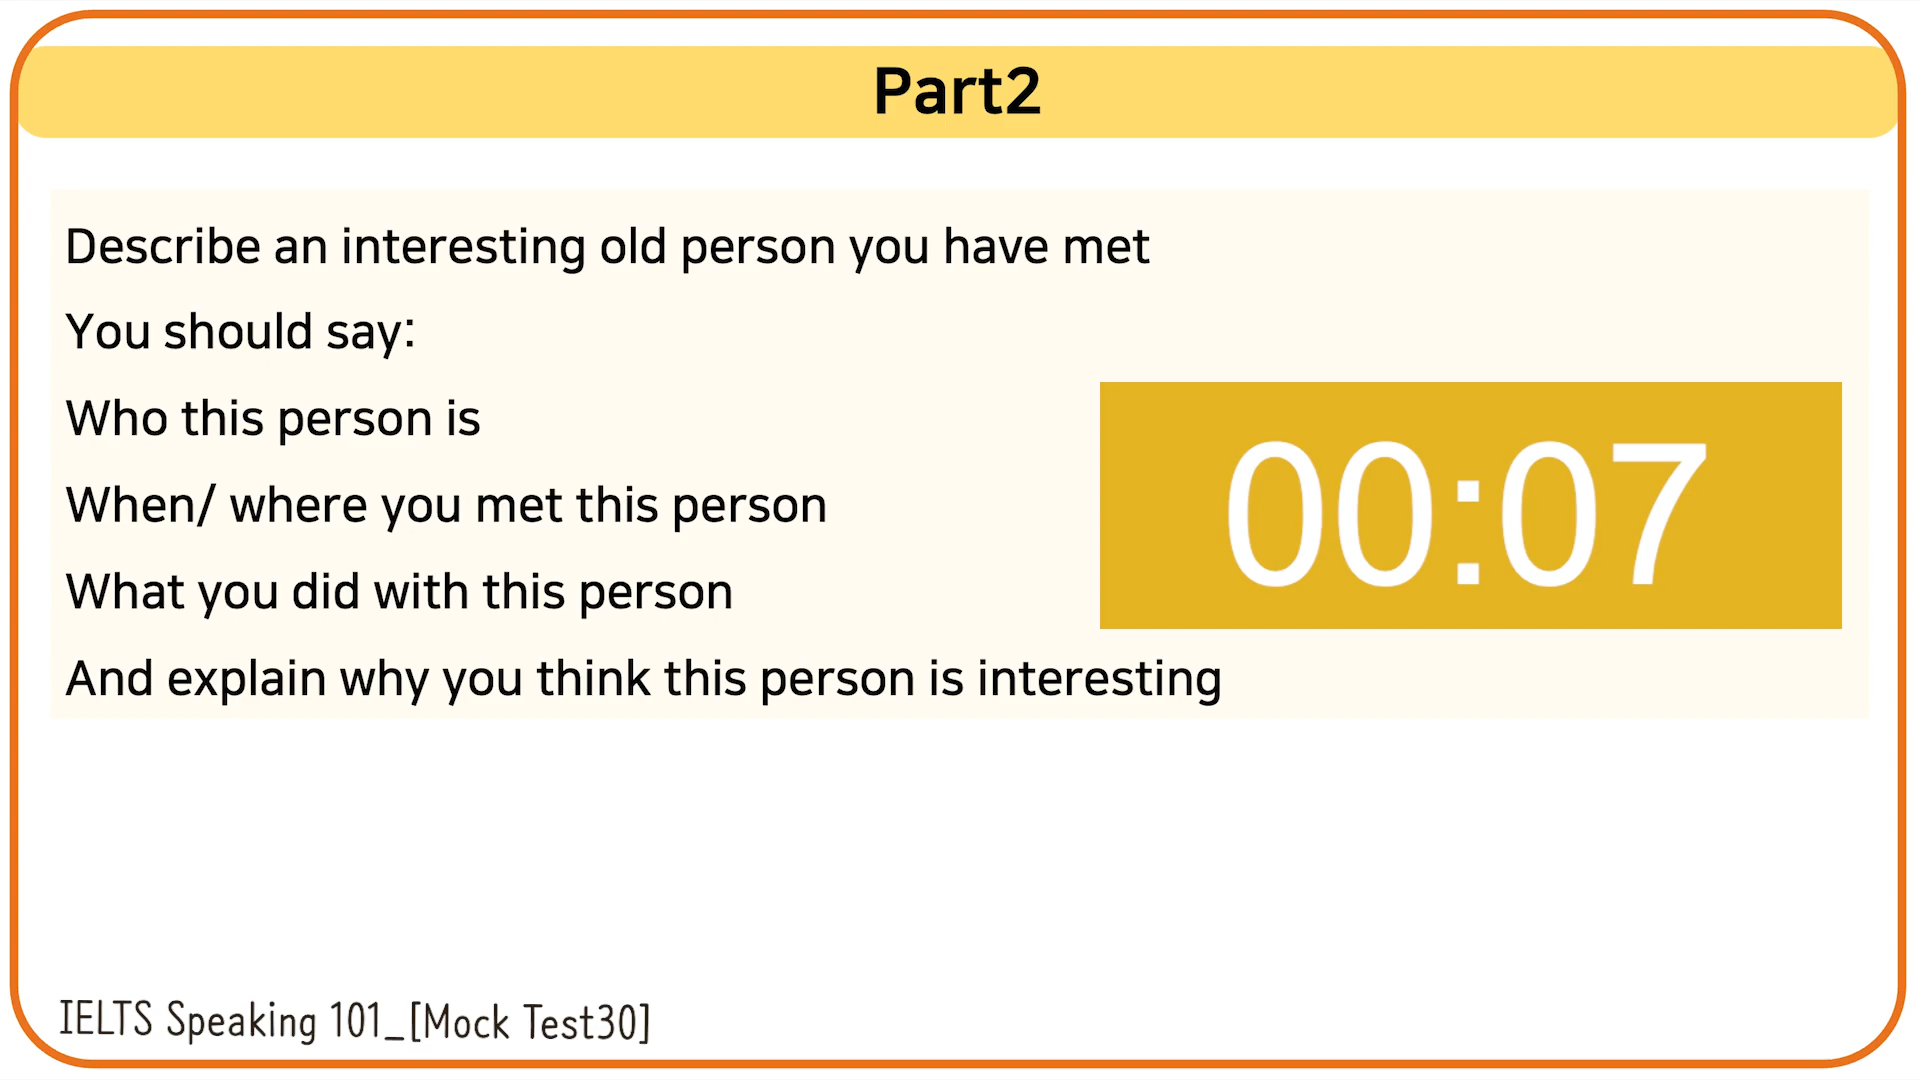 Part2
Describe an interesting old person you have met
You should say:
Who this person is
When/ where you met this person
What you did with this person
And explain why you think this person is interesting
00:07
IELTS Speaking 101_[Mock Test30]